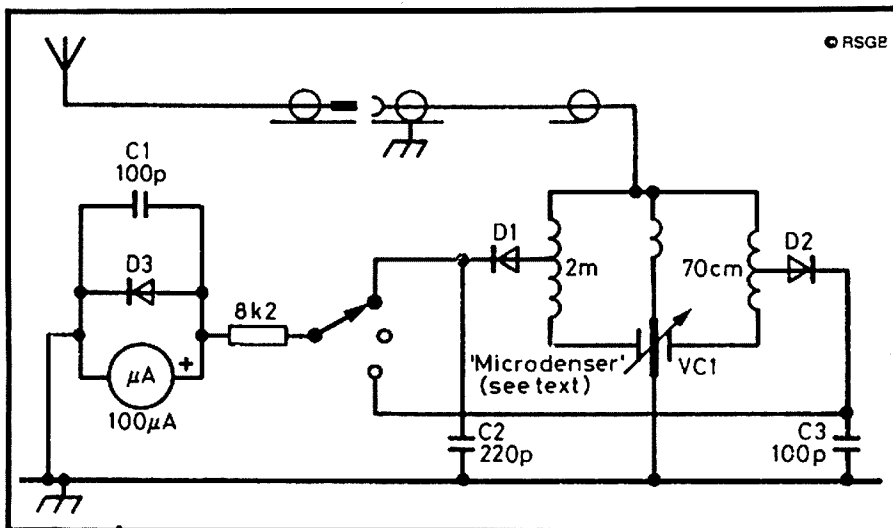 © RSGB
C1
100p
D3
8k2
µA
+
100µA
D1
2m
70cm
D2
'Microdenser'
(see text)
VC1
C2
220p
C3
100p